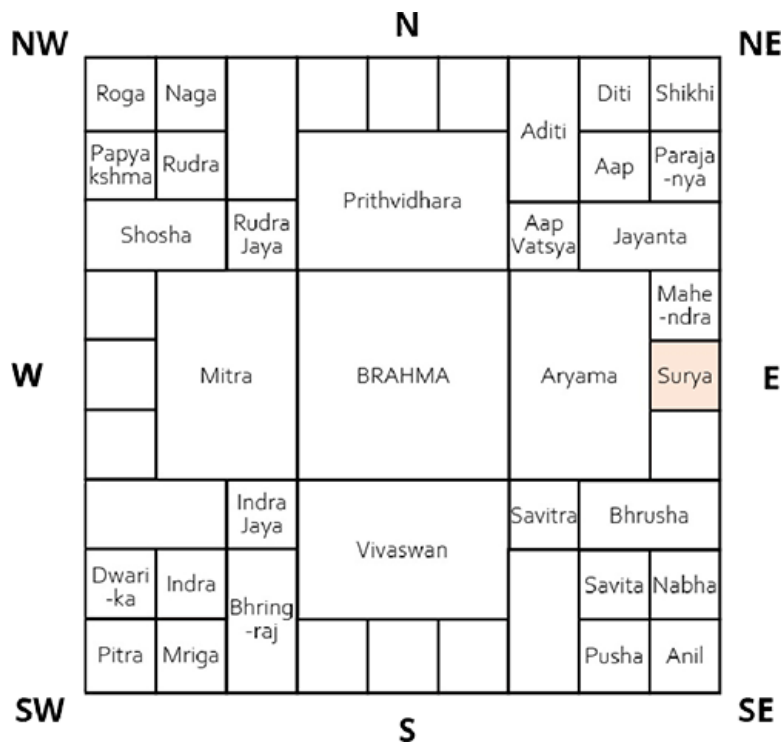 N
NW
NE
Roga
Naga
Diti
Shikhi
Aditi
Papya
kshma
Rudra
Aap
Paraja
-nya
Prithvidhara
Shosha
Rudra
Jaya
Aap
Vatsya
Jayanta
Mahe
-ndra
W
Mitra
BRAHMA
Aryama
Surya
E
Indra
Jaya
Savitra
Bhrusha
Vivaswan
Dwari
-ka
Indra
Bhring
-raj
Savita
Nabha
Pitra
Mriga
Pusha
Anil
SW
SE
S